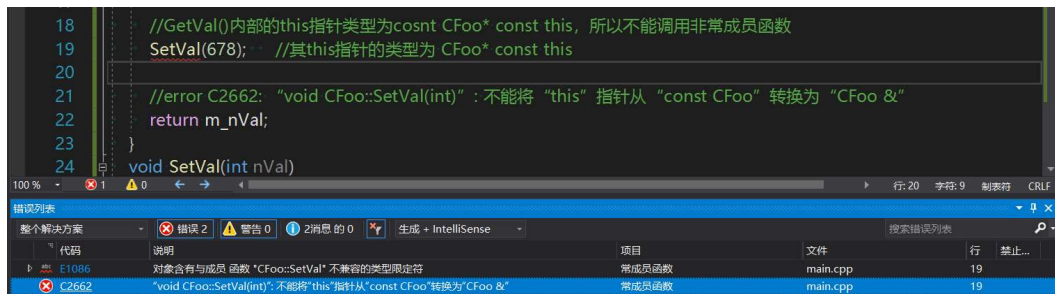 18 //GetVal()内部的this指针类型为cosnt CFoo* const this，所以不能调用非常成员函数
19 SetVal(678); //其this指针的类型为 CFoo* const this
20
21 //error C2662: “void CFoo::SetVal(int)”: 不能将“this”指针从“const CFoo”转换为“CFoo &”
22 return m_nVal;
23 }
24 void SetVal(int nVal)
100 % 1 0 行: 20 字符: 9 制表符 CRLF
错误列表
整个解决方案 错误 2 警告 0 2消息 的 0 生成 + IntelliSense 搜索错误列表
代码 说明 项目 文件 行 禁止...
abc E1086 对象含有与成员 函数 "CFoo::SetVal" 不兼容的类型限定符 常成员函数 main.cpp 19
C2662 "void CFoo::SetVal(int)": 不能将"this"指针从"const CFoo"转换为"CFoo &" 常成员函数 main.cpp 19